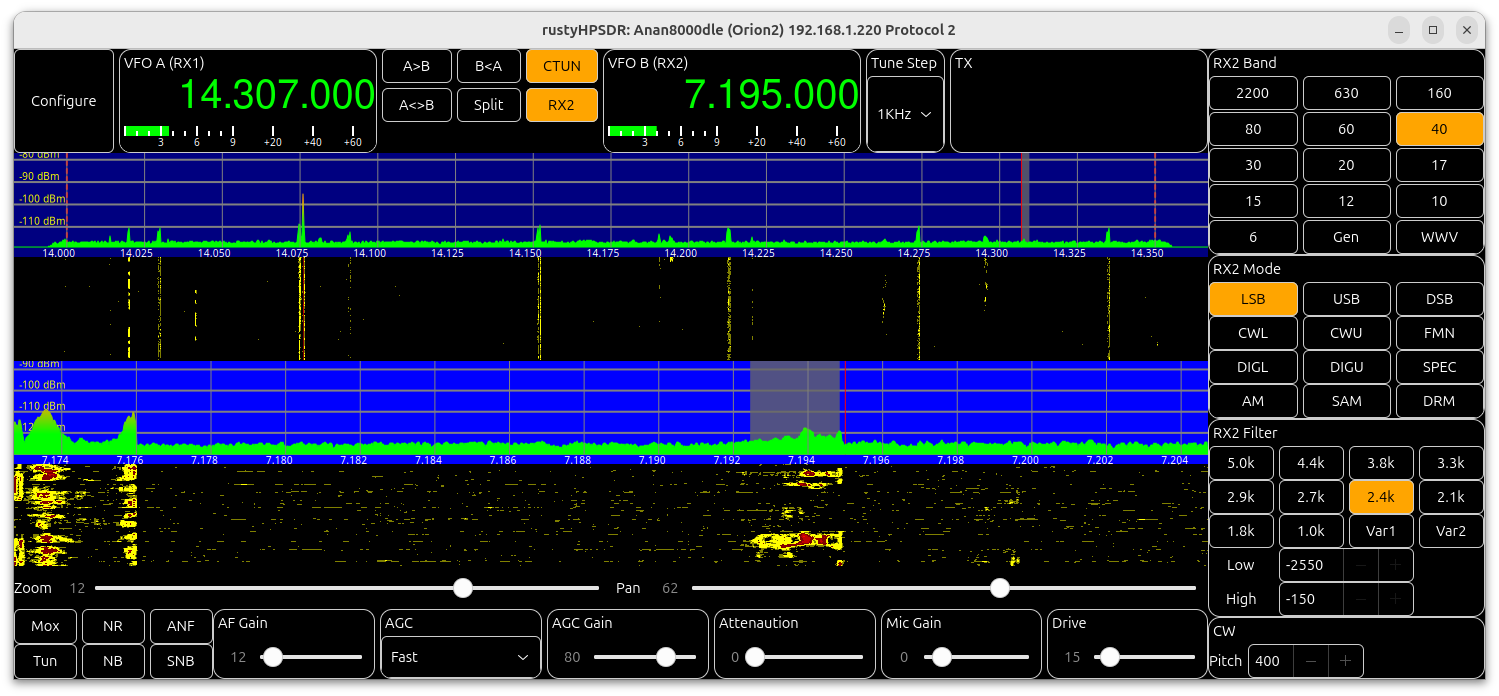 rustyHPSDR: Anan8000dle (Orion2) 192.168.1.220 Protocol 2
Configure
VFO A (RX1)
14.307.000
3 6 9 +20 +40 +60
A>B B<A CTUN
A<>B Split RX2
VFO B (RX2)
7.195.000
3 6 9 +20 +40 +60
Tune Step
1KHz
TX
-80 dBm
-90 dBm
-100 dBm
-110 dBm
14.000 14.025 14.050 14.075 14.100 14.125 14.150 14.175 14.200 14.225 14.250 14.275 14.300 14.325 14.350
-90 dBm
-100 dBm
-110 dBm
-120 dBm
7.174 7.176 7.178 7.180 7.182 7.184 7.186 7.188 7.190 7.192 7.194 7.196 7.198 7.200 7.202 7.204
Zoom 12 Pan 62
Mox NR ANF
Tun NB SNB
AF Gain
12
AGC
Fast
AGC Gain
80
Attenaution
0
Mic Gain
0
Drive
15
RX2 Band
2200 630 160
80 60 40
30 20 17
15 12 10
6 Gen WWV
RX2 Mode
LSB USB DSB
CWL CWU FMN
DIGL DIGU SPEC
AM SAM DRM
RX2 Filter
5.0k 4.4k 3.8k 3.3k
2.9k 2.7k 2.4k 2.1k
1.8k 1.0k Var1 Var2
Low -2550 − +
High -150 − +
CW
Pitch 400 − +